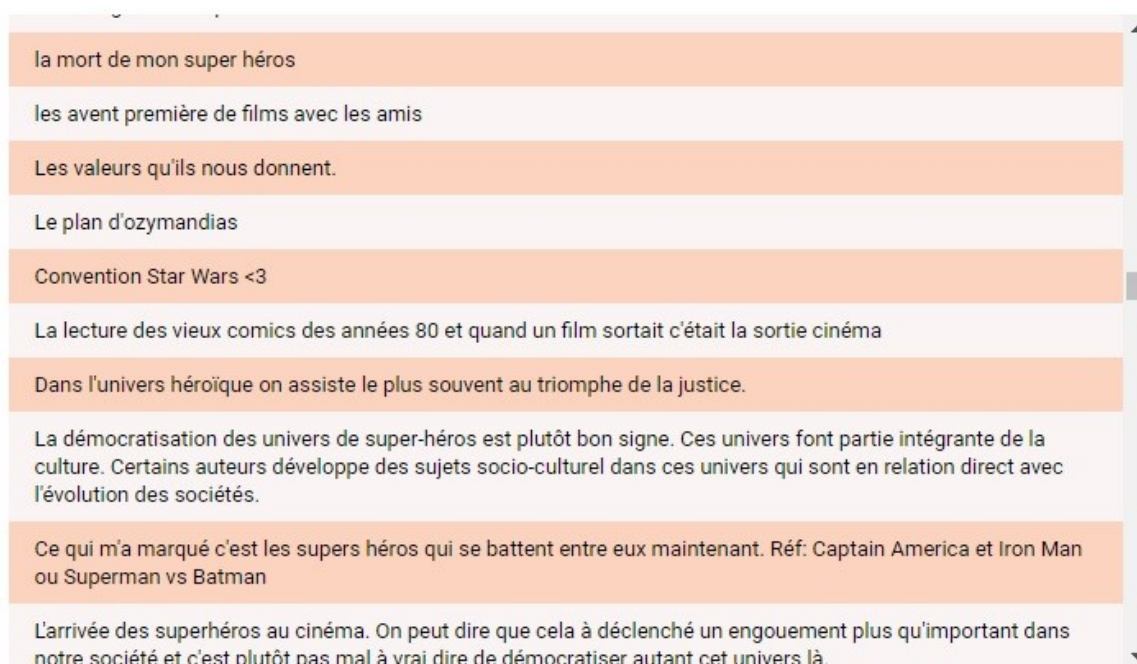 la mort de mon super héros
les avent première de films avec les amis
Les valeurs qu'ils nous donnent.
Le plan d'ozymandias
Convention Star Wars <3
La lecture des vieux comics des années 80 et quand un film sortait c'était la sortie cinéma
Dans l'univers héroïque on assiste le plus souvent au triomphe de la justice.
La démocratisation des univers de super-héros est plutôt bon signe. Ces univers font partie intégrante de la
culture. Certains auteurs développe des sujets socio-culturel dans ces univers qui sont en relation direct avec
l'évolution des sociétés.
Ce qui m'a marqué c'est les supers héros qui se battent entre eux maintenant. Réf: Captain America et Iron Man
ou Superman vs Batman
L'arrivée des superhéros au cinéma. On peut dire que cela à déclenché un engouement plus qu'important dans
notre société et c'est plutôt pas mal à vrai dire de démocratiser autant cet univers là.